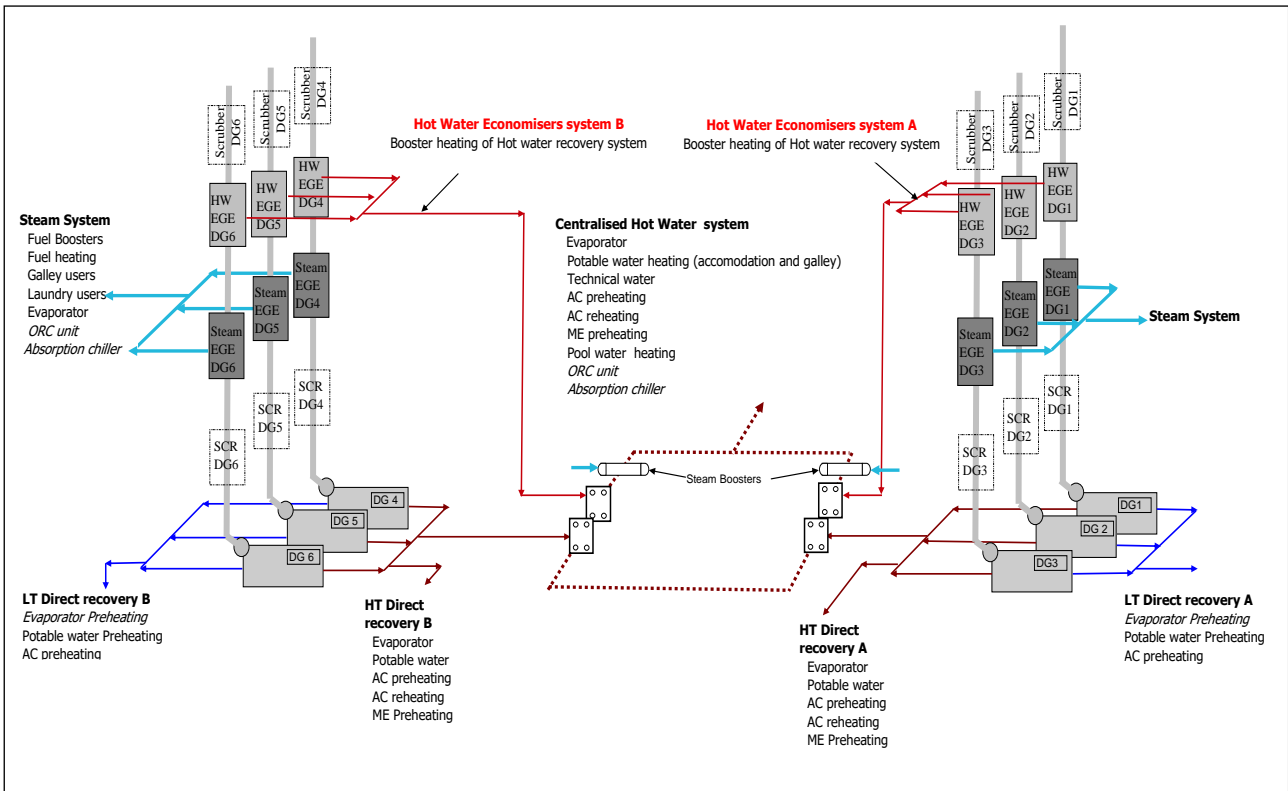 Scrubber
DG6
Scrubber
DG5
Scrubber
DG4
HW
EGE
DG6
HW
EGE
DG5
HW
EGE
DG4
Steam
EGE
DG6
Steam
EGE
DG5
Steam
EGE
DG4
SCR
DG6
SCR
DG5
SCR
DG4
DG 4
DG 5
DG 6
Steam System
Fuel Boosters
Fuel heating
Galley users
Laundry users
Evaporator
ORC unit
Absorption chiller
Hot Water Economisers system B
Booster heating of Hot water recovery system
Hot Water Economisers system A
Booster heating of Hot water recovery system
Centralised Hot Water system
Evaporator
Potable water heating (accomodation and galley)
Technical water
AC preheating
AC reheating
ME preheating
Pool water heating
ORC unit
Absorption chiller
Steam Boosters
Scrubber
DG3
Scrubber
DG2
Scrubber
DG1
HW
EGE
DG3
HW
EGE
DG2
HW
EGE
DG1
Steam
EGE
DG3
Steam
EGE
DG2
Steam
EGE
DG1
Steam System
SCR
DG3
SCR
DG2
SCR
DG1
DG1
DG 2
DG3
LT Direct recovery B
Evaporator Preheating
Potable water Preheating
AC preheating
HT Direct
recovery B
Evaporator
Potable water
AC preheating
AC reheating
ME Preheating
HT Direct
recovery A
Evaporator
Potable water
AC preheating
AC reheating
ME Preheating
LT Direct recovery A
Evaporator Preheating
Potable water Preheating
AC preheating